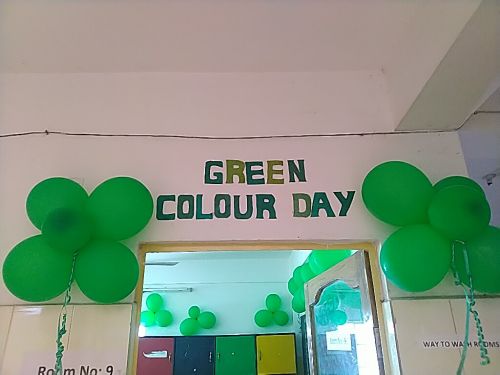 GREEN
COLOUR DAY
Room No: 9
WAY TO WASH ROOMS